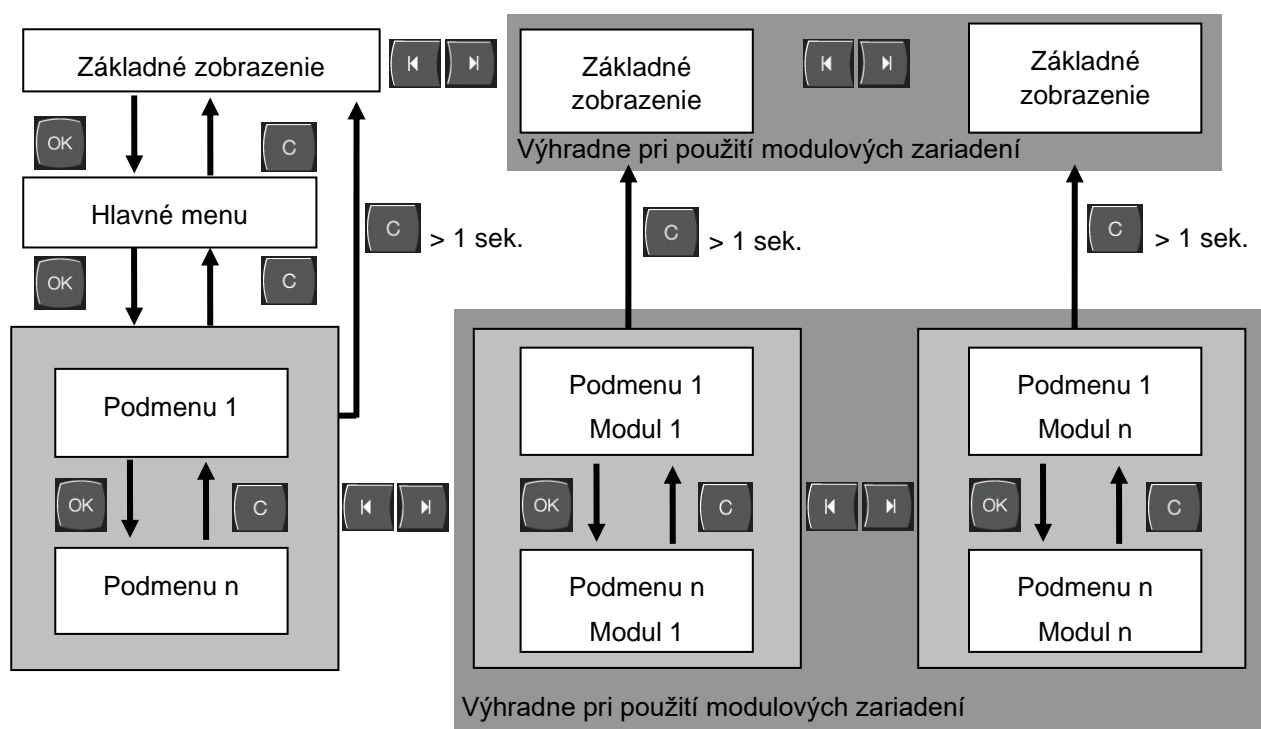 Základné zobrazenie
Základné
zobrazenie
Základné
zobrazenie
Výhradne pri použití modulových zariadení
OK
C
Hlavné menu
C
> 1 sek.
C
> 1 sek.
C
> 1 sek.
OK
C
Podmenu 1
Podmenu 1
Modul 1
Podmenu 1
Modul n
OK
C
OK
C
OK
C
Podmenu n
Podmenu n
Modul 1
Podmenu n
Modul n
Výhradne pri použití modulových zariadení